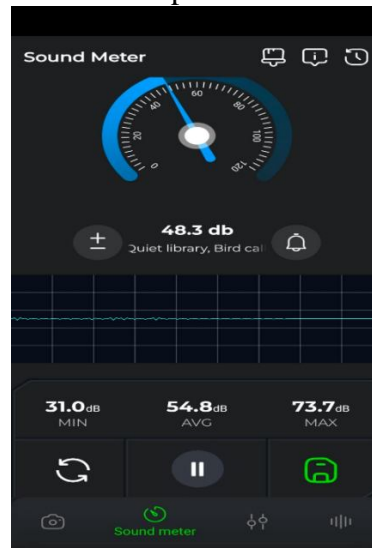 Sound Meter
0 20 40 60 80 100 120
48.3 db
Quiet library, Bird cal
31.0dB 54.8dB 73.7dB
MIN AVG MAX
Sound meter